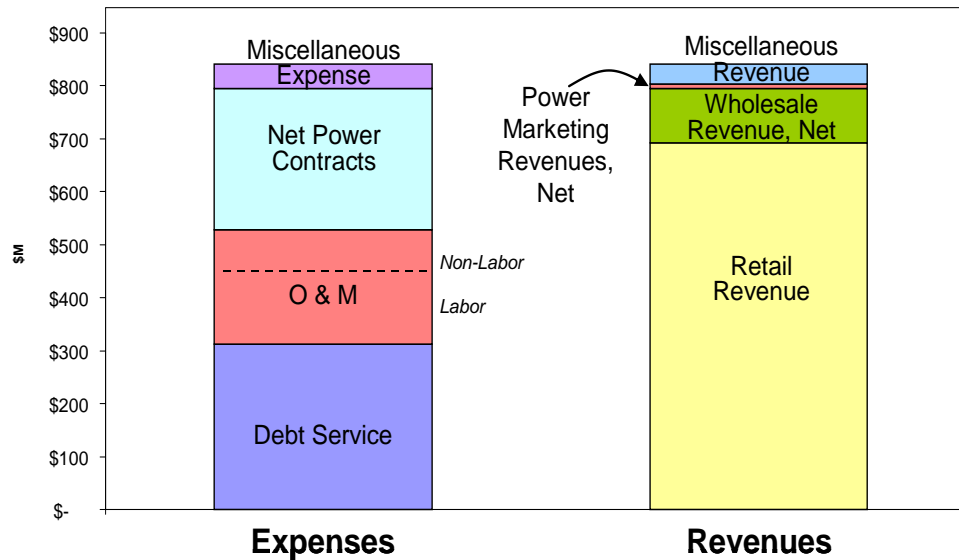 $900
$800
$700
$600
$500
$400
$300
$200
$100
$-
$M
Miscellaneous
Expense
Net Power
Contracts
O & M
Debt Service
Non-Labor
Labor
Power
Marketing
Revenues,
Net
Miscellaneous
Revenue
Wholesale
Revenue, Net
Retail
Revenue
Expenses
Revenues